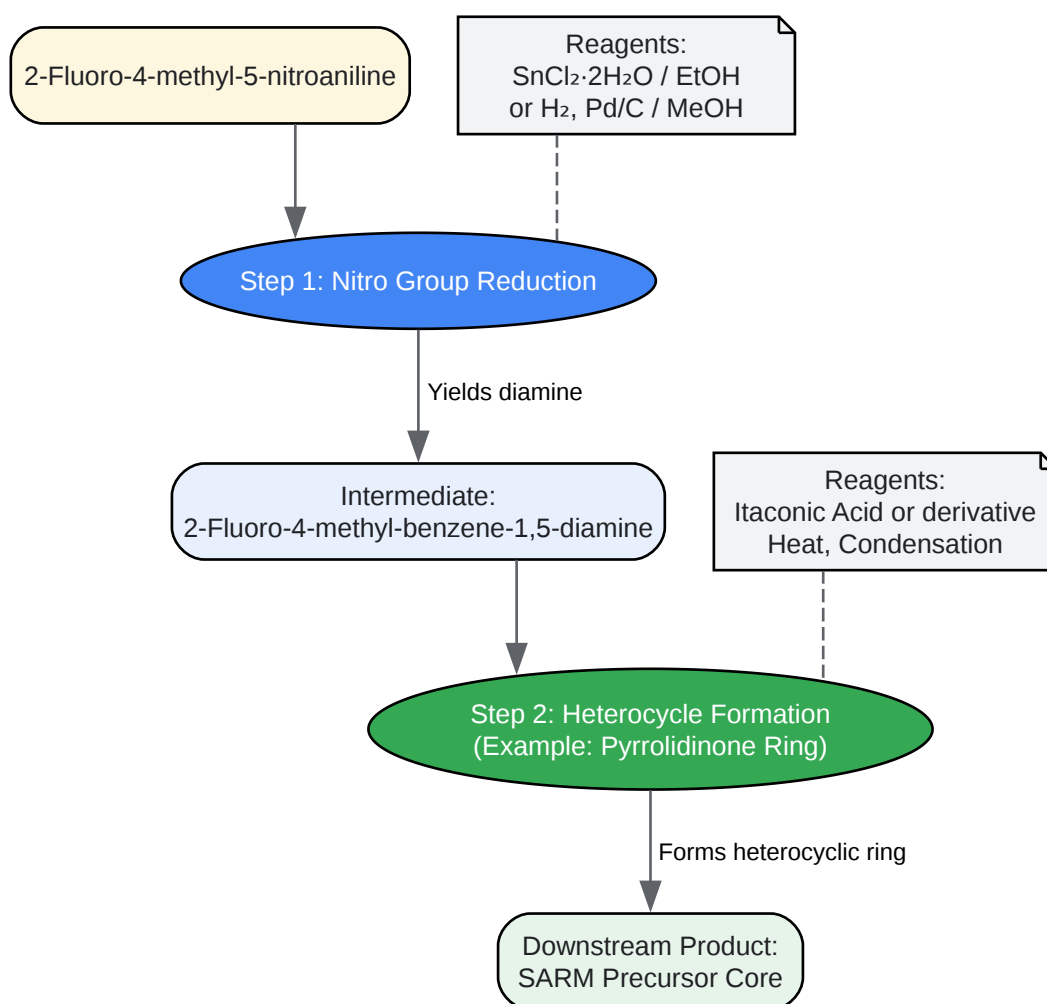 2-Fluoro-4-methyl-5-nitroaniline
Reagents:
SnCl₂·2H₂O / EtOH
or H₂, Pd/C / MeOH
Step 1: Nitro Group Reduction
Yields diamine
Intermediate:
2-Fluoro-4-methyl-benzene-1,5-diamine
Reagents:
Itaconic Acid or derivative
Heat, Condensation
Step 2: Heterocycle Formation
(Example: Pyrrolidinone Ring)
Forms heterocyclic ring
Downstream Product:
SARM Precursor Core